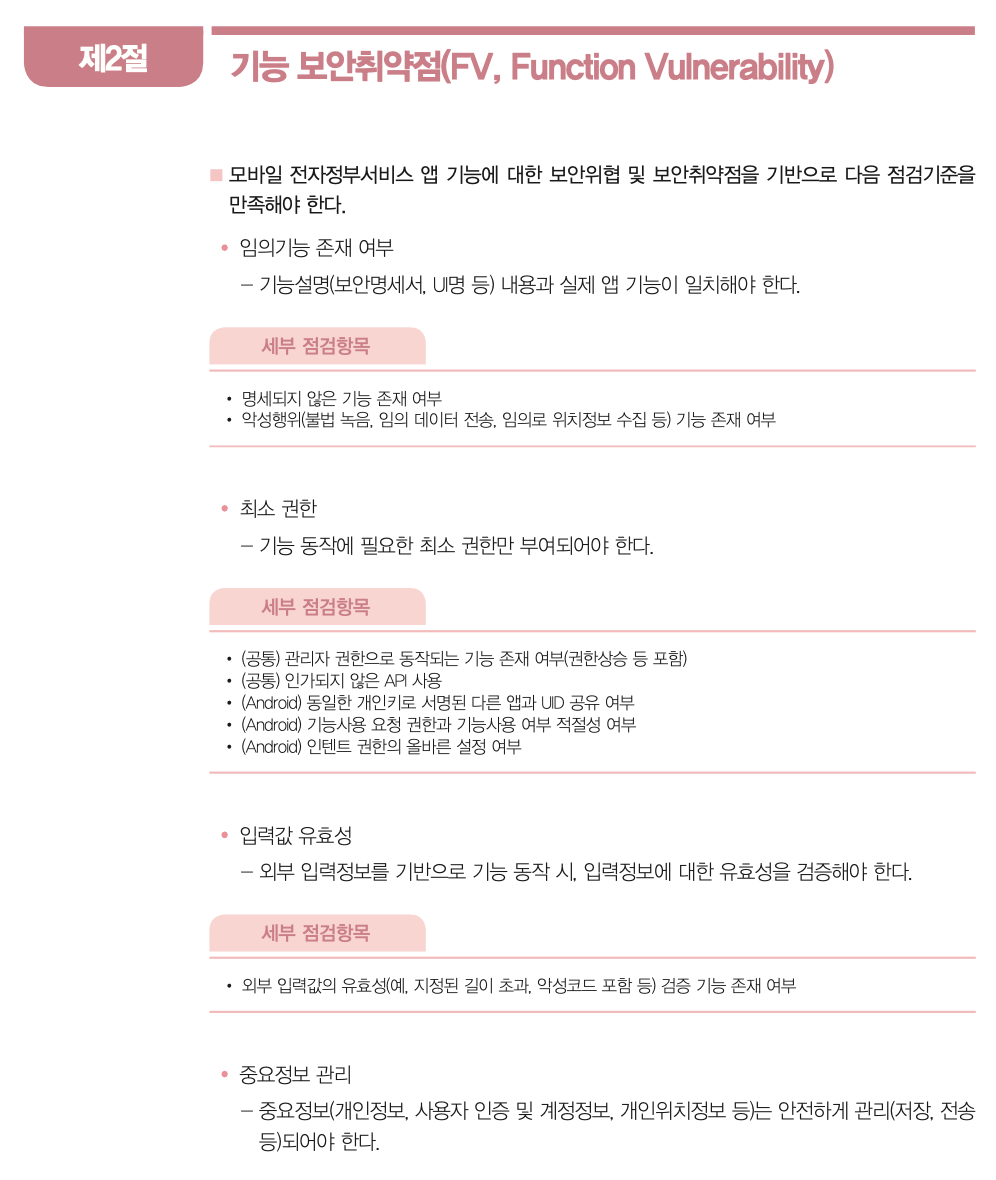 제2절
기능 보안취약점(FV, Function Vulnerability)
■ 모바일 전자정부서비스 앱 기능에 대한 보안위협 및 보안취약점을 기반으로 다음 점검기준을
만족해야 한다.
• 임의기능 존재 여부
– 기능설명(보안명세서, UI명 등) 내용과 실제 앱 기능이 일치해야 한다.
세부 점검항목
• 명세되지 않은 기능 존재 여부
• 악성행위(불법 녹음, 임의 데이터 전송, 임의로 위치정보 수집 등) 기능 존재 여부
• 최소 권한
– 기능 동작에 필요한 최소 권한만 부여되어야 한다.
세부 점검항목
• (공통) 관리자 권한으로 동작되는 기능 존재 여부(권한상승 등 포함)
• (공통) 인가되지 않은 API 사용
• (Android) 동일한 개인키로 서명된 다른 앱과 UID 공유 여부
• (Android) 기능사용 요청 권한과 기능사용 여부 적절성 여부
• (Android) 인텐트 권한의 올바른 설정 여부
• 입력값 유효성
– 외부 입력정보를 기반으로 기능 동작 시, 입력정보에 대한 유효성을 검증해야 한다.
세부 점검항목
• 외부 입력값의 유효성(예, 지정된 길이 초과, 악성코드 포함 등) 검증 기능 존재 여부
• 중요정보 관리
– 중요정보(개인정보, 사용자 인증 및 계정정보, 개인위치정보 등)는 안전하게 관리(저장, 전송
등)되어야 한다.